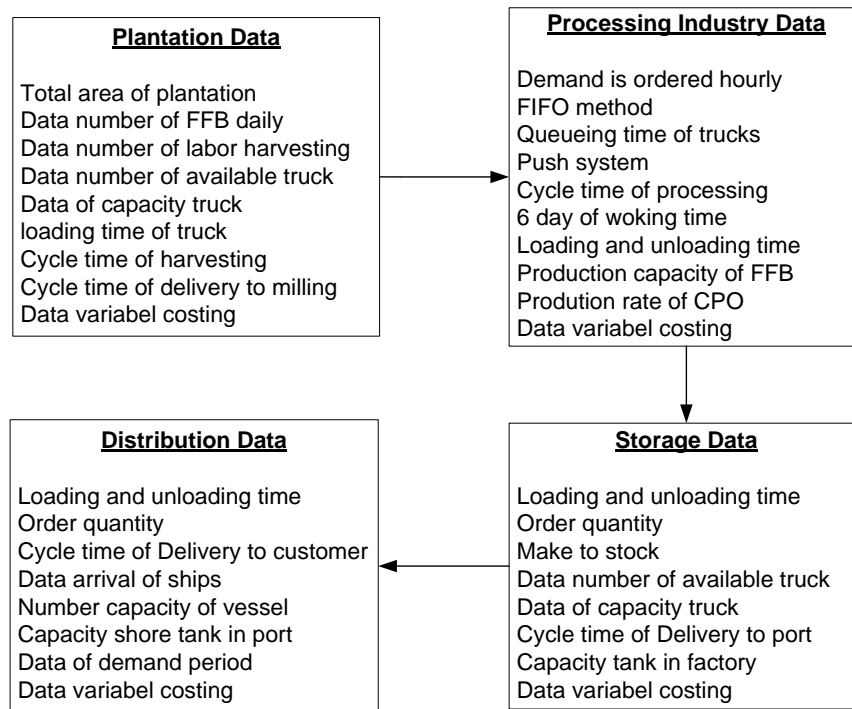 Plantation Data
Total area of plantation
Data number of FFB daily
Data number of labor harvesting
Data number of available truck
Data of capacity truck
loading time of truck
Cycle time of harvesting
Cycle time of delivery to milling
Data variabel costing
Processing Industry Data
Demand is ordered hourly
FIFO method
Queueing time of trucks
Push system
Cycle time of processing
6 day of woking time
Loading and unloading time
Production capacity of FFB
Prodution rate of CPO
Data variabel costing
Storage Data
Loading and unloading time
Order quantity
Make to stock
Data number of available truck
Data of capacity truck
Cycle time of Delivery to port
Capacity tank in factory
Data variabel costing
Distribution Data
Loading and unloading time
Order quantity
Cycle time of Delivery to customer
Data arrival of ships
Number capacity of vessel
Capacity shore tank in port
Data of demand period
Data variabel costing